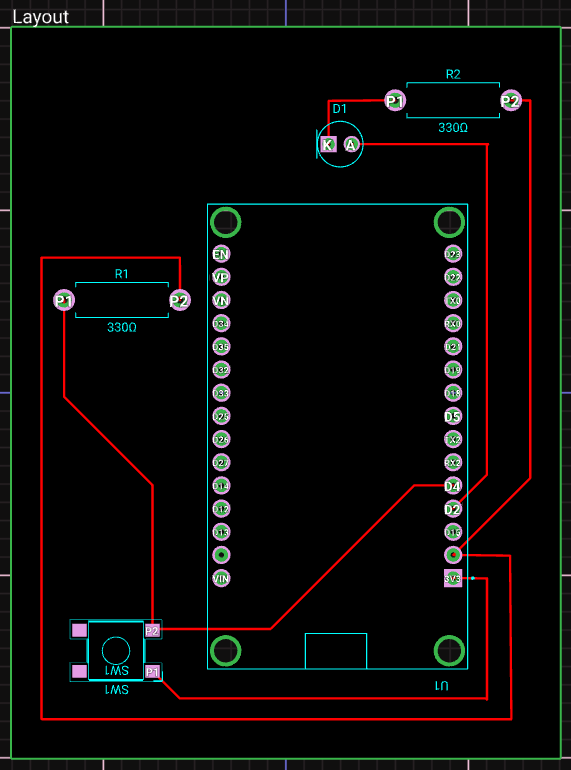 Layout
R2
P1
P2
330Ω
D1
K
A
EN
D23
VP
D22
VN
TX0
D34
RX0
D35
D21
D32
D19
D33
D18
D25
D5
D26
TX2
D27
RX2
D14
D4
D12
D2
D13
D15
VIN
3V3
R1
P1
P2
330Ω
P2
P1
SW1
SW1
U1